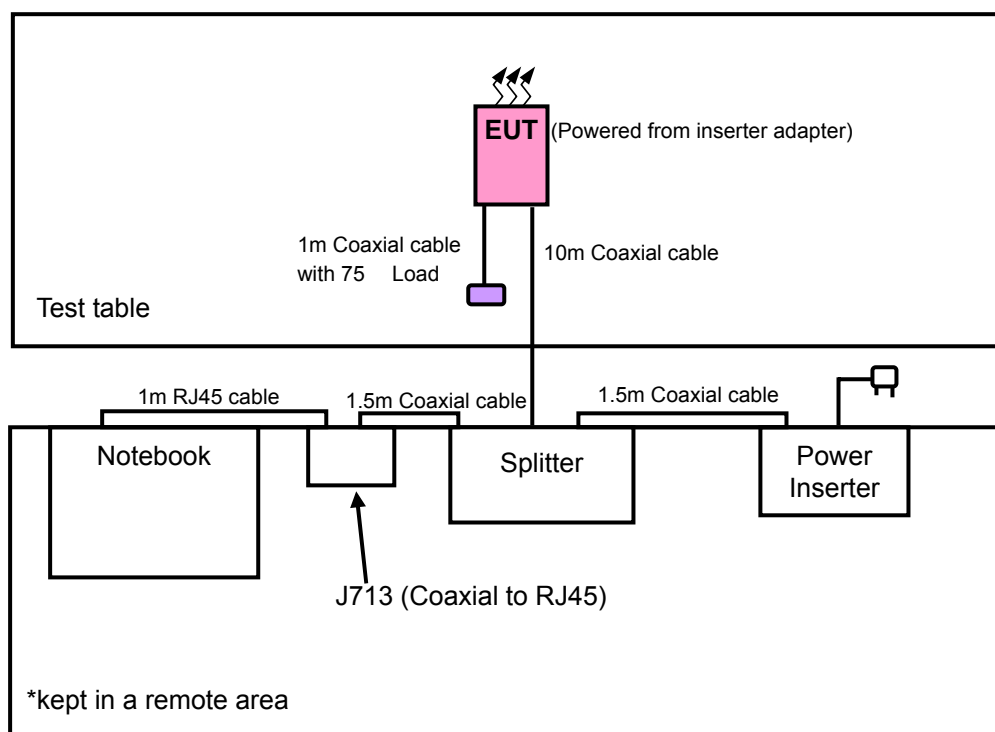 EUT
(Powered from inserter adapter)
1m Coaxial cable
with 75 Load
10m Coaxial cable
Test table
1m RJ45 cable
1.5m Coaxial cable
1.5m Coaxial cable
Notebook
Splitter
Power
Inserter
J713 (Coaxial to RJ45)
*kept in a remote area